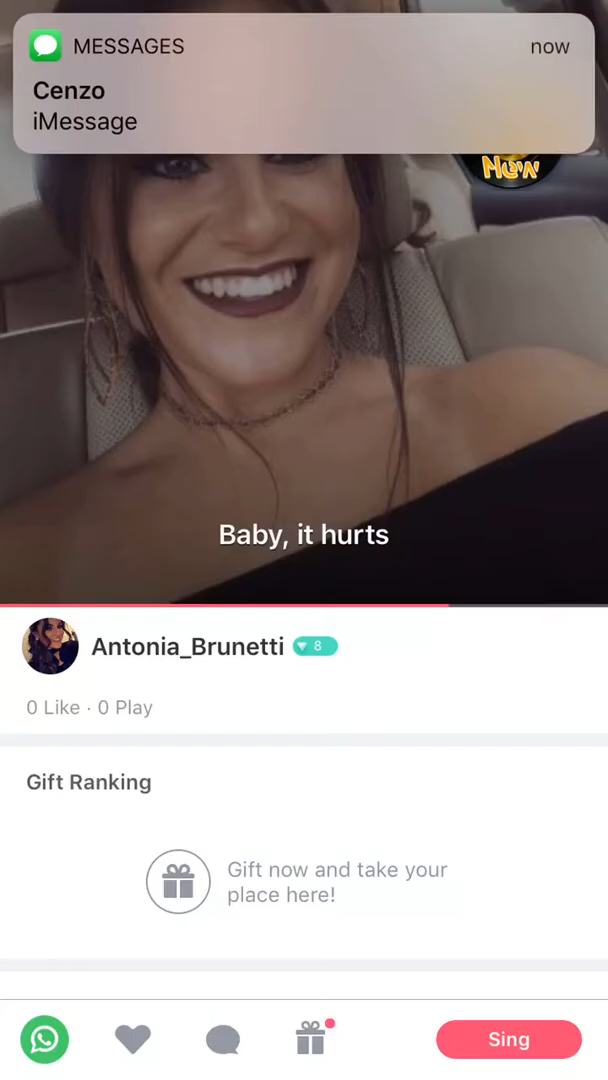 MESSAGES now
Cenzo
iMessage
New
Baby, it hurts
Antonia_Brunetti 8
0 Like · 0 Play
Gift Ranking
Gift now and take your
place here!
Sing